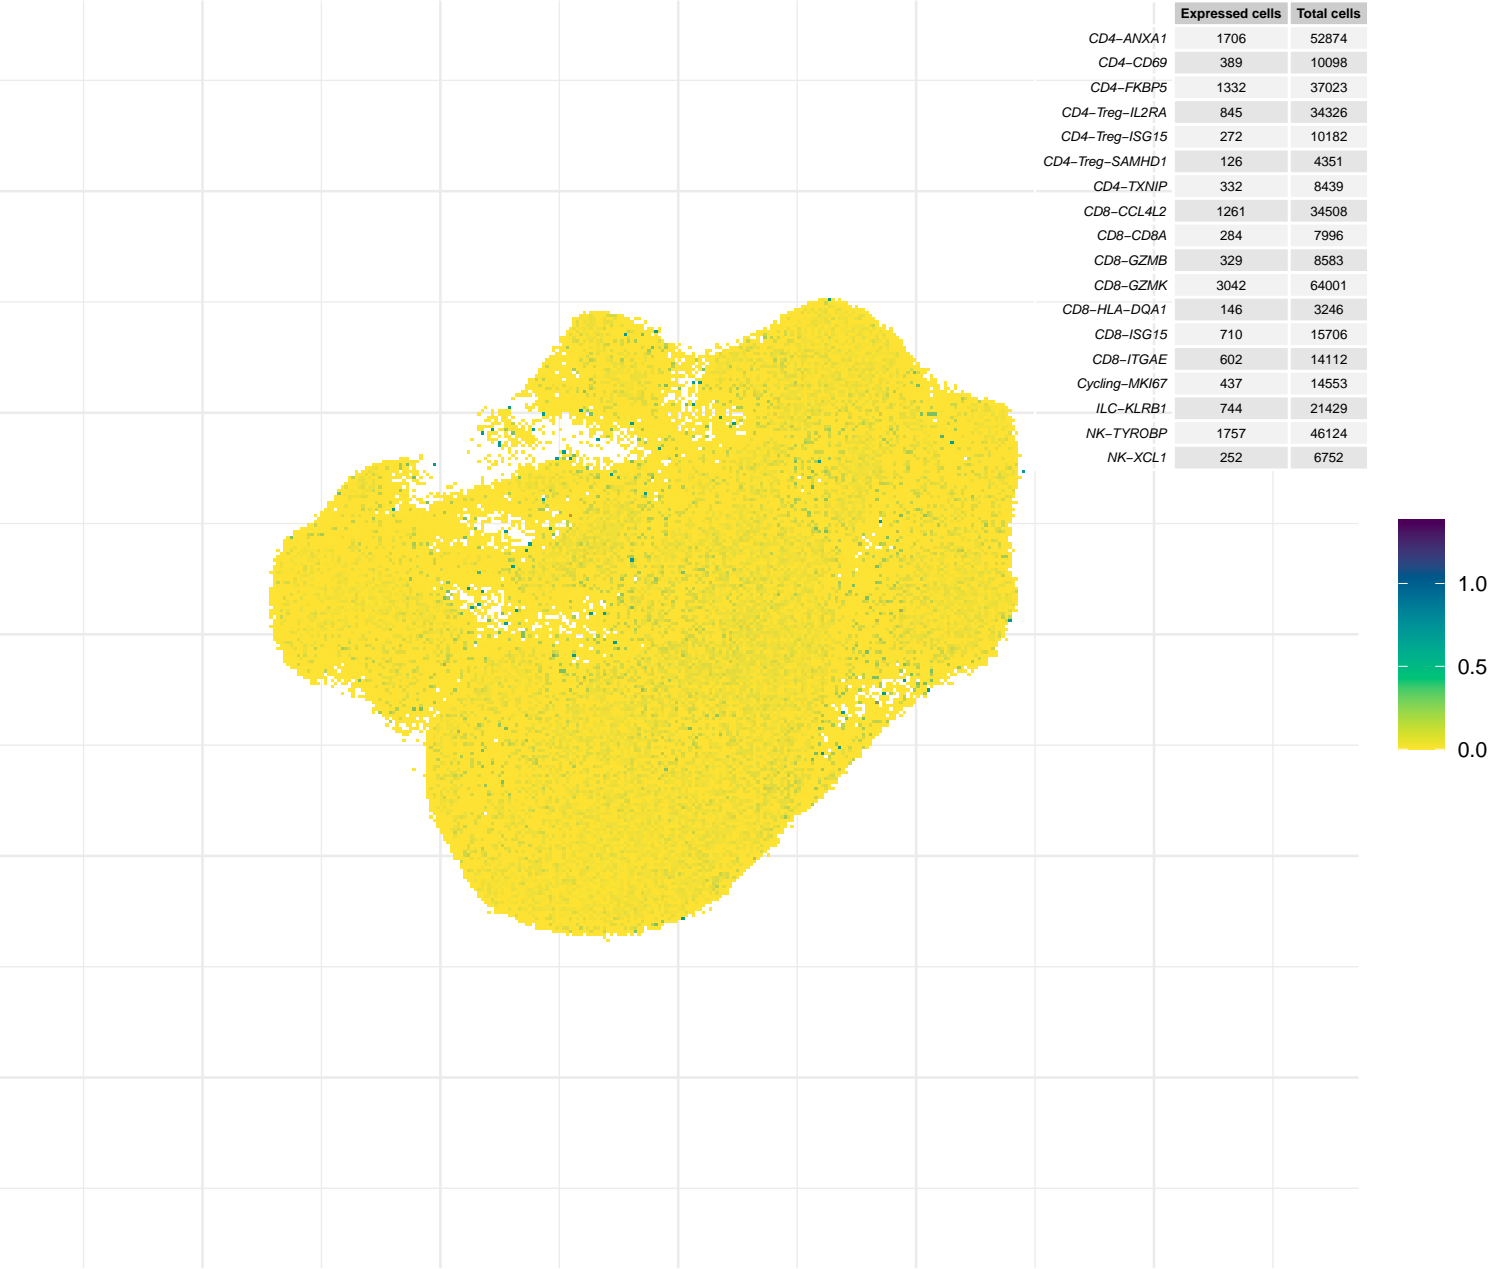 Expressed cells Total cells
CD4−ANXA1 1706 52874
CD4−CD69 389 10098
CD4−FKBP5 1332 37023
CD4−Treg−IL2RA 845 34326
CD4−Treg−ISG15 272 10182
CD4−Treg−SAMHD1 126 4351
CD4−TXNIP 332 8439
CD8−CCL4L2 1261 34508
CD8−CD8A 284 7996
CD8−GZMB 329 8583
CD8−GZMK 3042 64001
CD8−HLA−DQA1 146 3246
CD8−ISG15 710 15706
CD8−ITGAE 602 14112
Cycling−MKI67 437 14553
ILC−KLRB1 744 21429
NK−TYROBP 1757 46124
NK−XCL1 252 6752
1.0
0.5
0.0